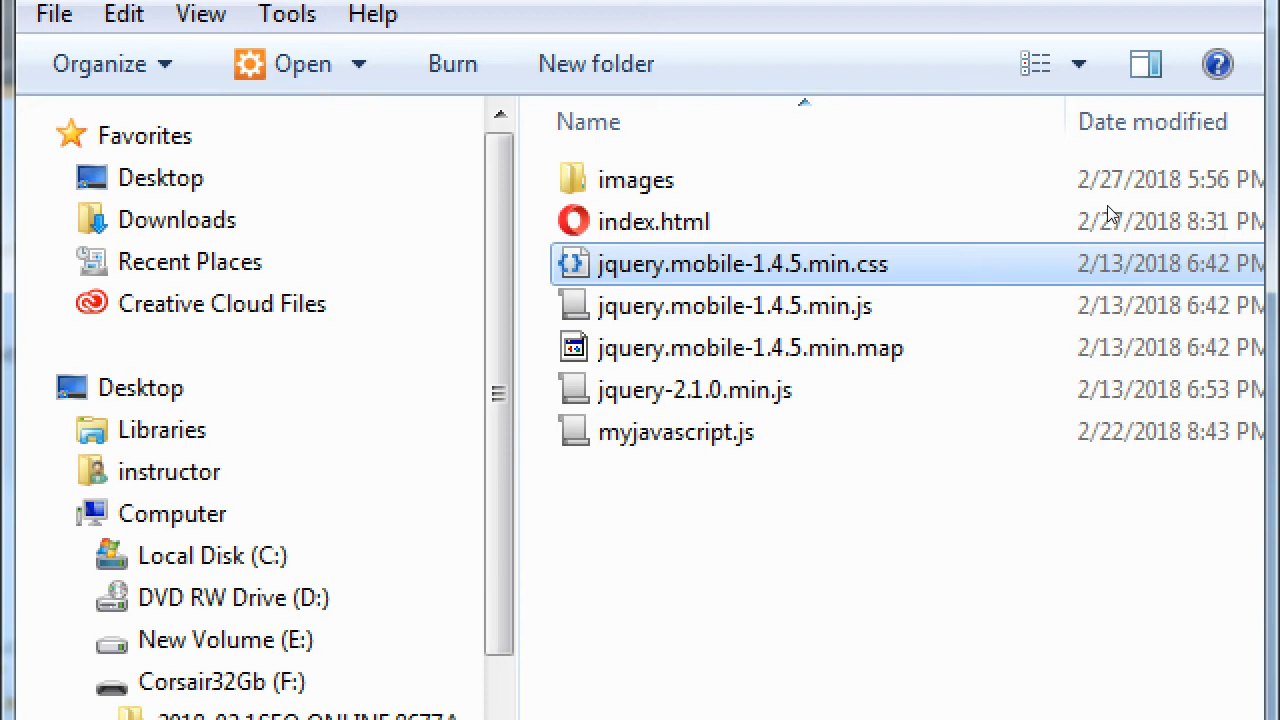 File Edit View Tools Help
Organize Open Burn New folder
Favorites
Desktop
Downloads
Recent Places
Creative Cloud Files
Desktop
Libraries
instructor
Computer
Local Disk (C:)
DVD RW Drive (D:)
New Volume (E:)
Corsair32Gb (F:)
Name Date modified
images 2/27/2018 5:56 PM
index.html 2/27/2018 8:31 PM
jquery.mobile-1.4.5.min.css 2/13/2018 6:42 PM
jquery.mobile-1.4.5.min.js 2/13/2018 6:42 PM
jquery.mobile-1.4.5.min.map 2/13/2018 6:42 PM
jquery-2.1.0.min.js 2/13/2018 6:53 PM
myjavascript.js 2/22/2018 8:43 PM